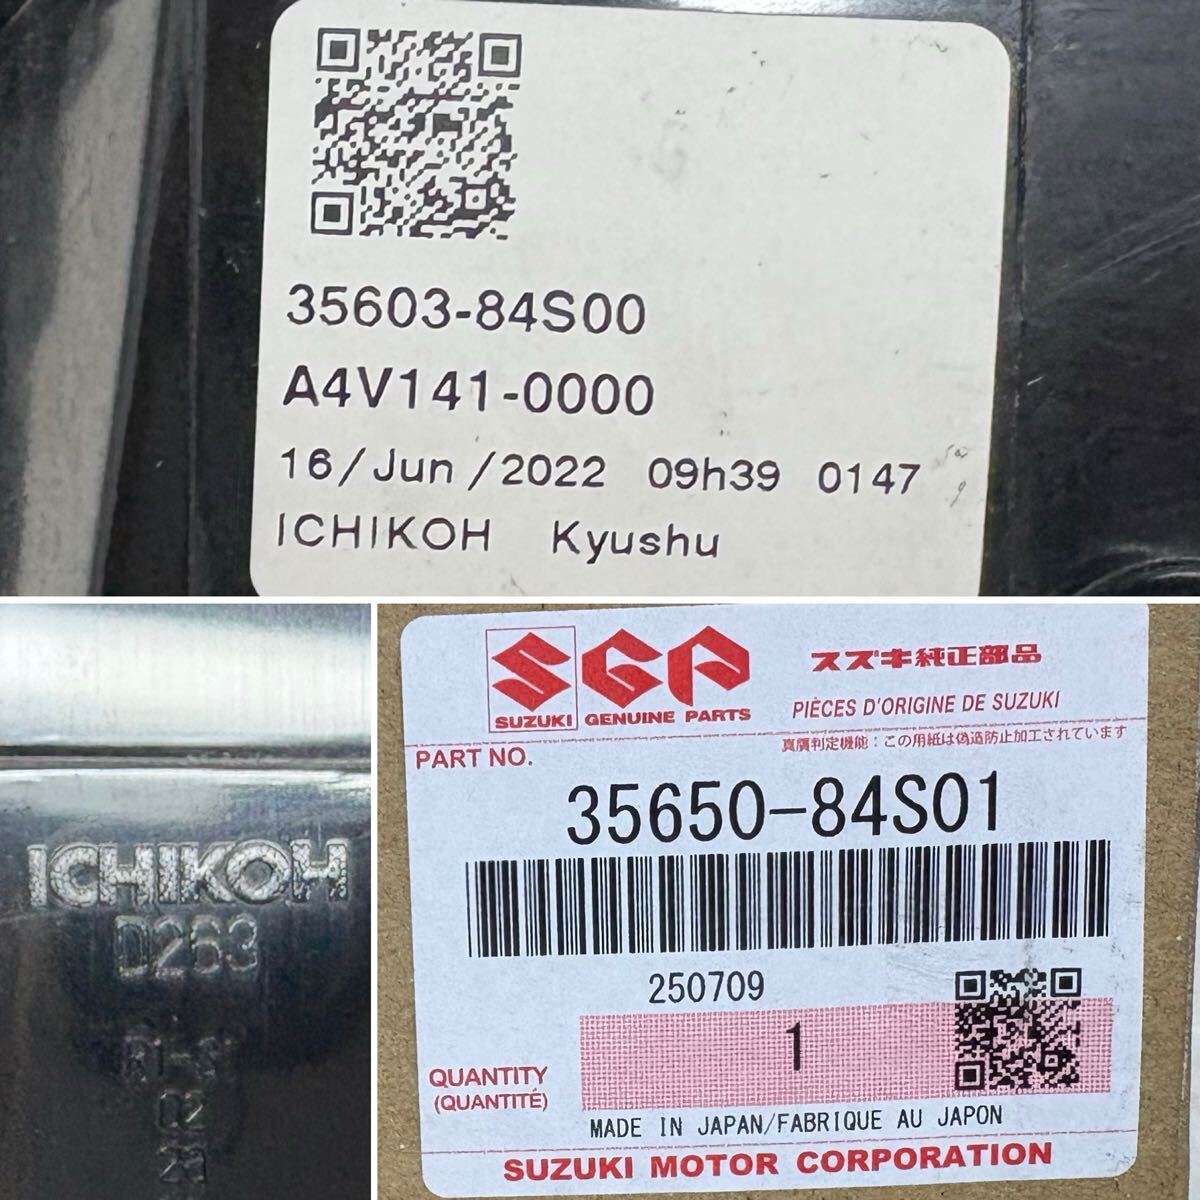 35603-84S00
A4V141-0000
16/Jun/2022 09h39 0147
ICHIKOH Kyushu
ICHIKOH
D263
02
SGP
SUZUKI GENUINE PARTS
スズキ純正部品
PIÈCES D'ORIGINE DE SUZUKI
PART NO.
真贋判定機能：この用紙は偽造防止加工されています
35650-84S01
250709
1
QUANTITY
(QUANTITÉ)
MADE IN JAPAN/FABRIQUE AU JAPON
SUZUKI MOTOR CORPORATION